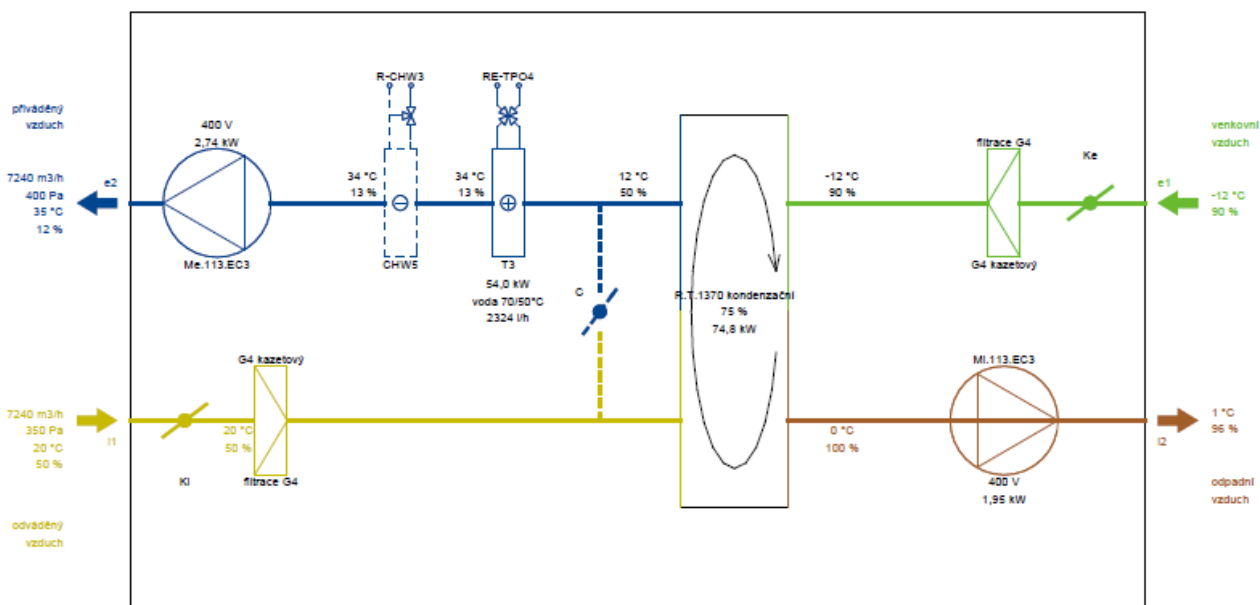 R-CHW3
RE-TPO4
přiváděný
vzduch
400 V
2,74 kW
7240 m3/h
400 Pa
35 °C
12 %
e2
Me.113.EC3
34 °C
13 %
CHW5
34 °C
13 %
T3
54,0 kW
voda 70/50°C
2324 l/h
12 °C
50 %
C
R.T.1370 kondenzační
75 %
74,8 kW
-12 °C
90 %
filtrace G4
G4 kazetový
Ke
venkovní
vzduch
e1
-12 °C
90 %
G4 kazetový
filtrace G4
7240 m3/h
350 Pa
20 °C
50 %
i1
Ki
20 °C
50 %
odváděný
vzduch
0 °C
100 %
Mi.113.EC3
400 V
1,95 kW
1 °C
96 %
i2
odpadní
vzduch